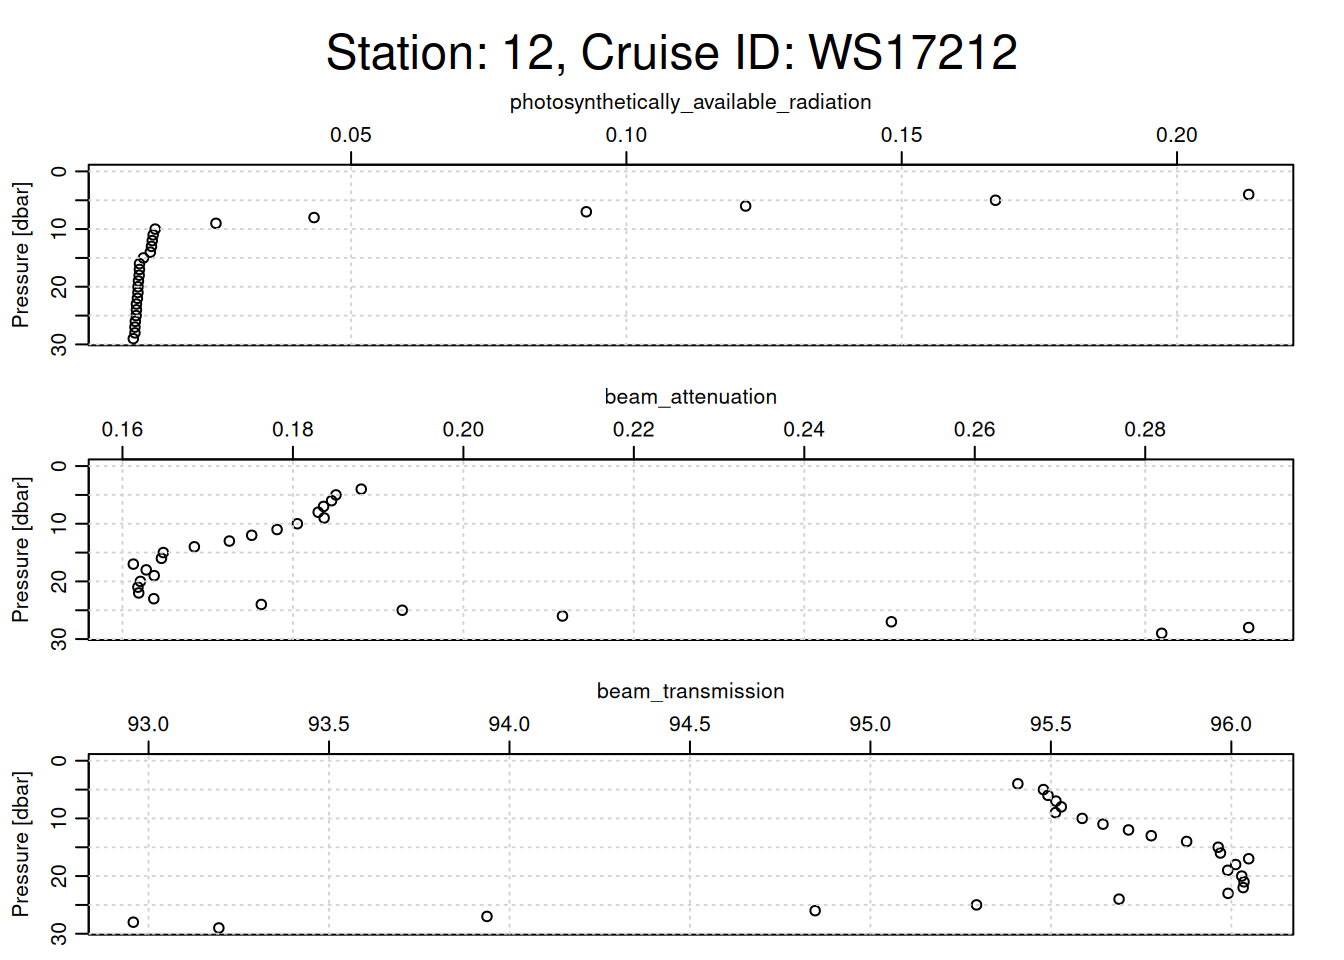 Station: 12, Cruise ID: WS17212
photosynthetically_available_radiation
0.05 0.10 0.15 0.20
Pressure [dbar]
0
10
20
30
beam_attenuation
0.16 0.18 0.20 0.22 0.24 0.26 0.28
Pressure [dbar]
0
10
20
30
beam_transmission
93.0 93.5 94.0 94.5 95.0 95.5 96.0
Pressure [dbar]
0
10
20
30